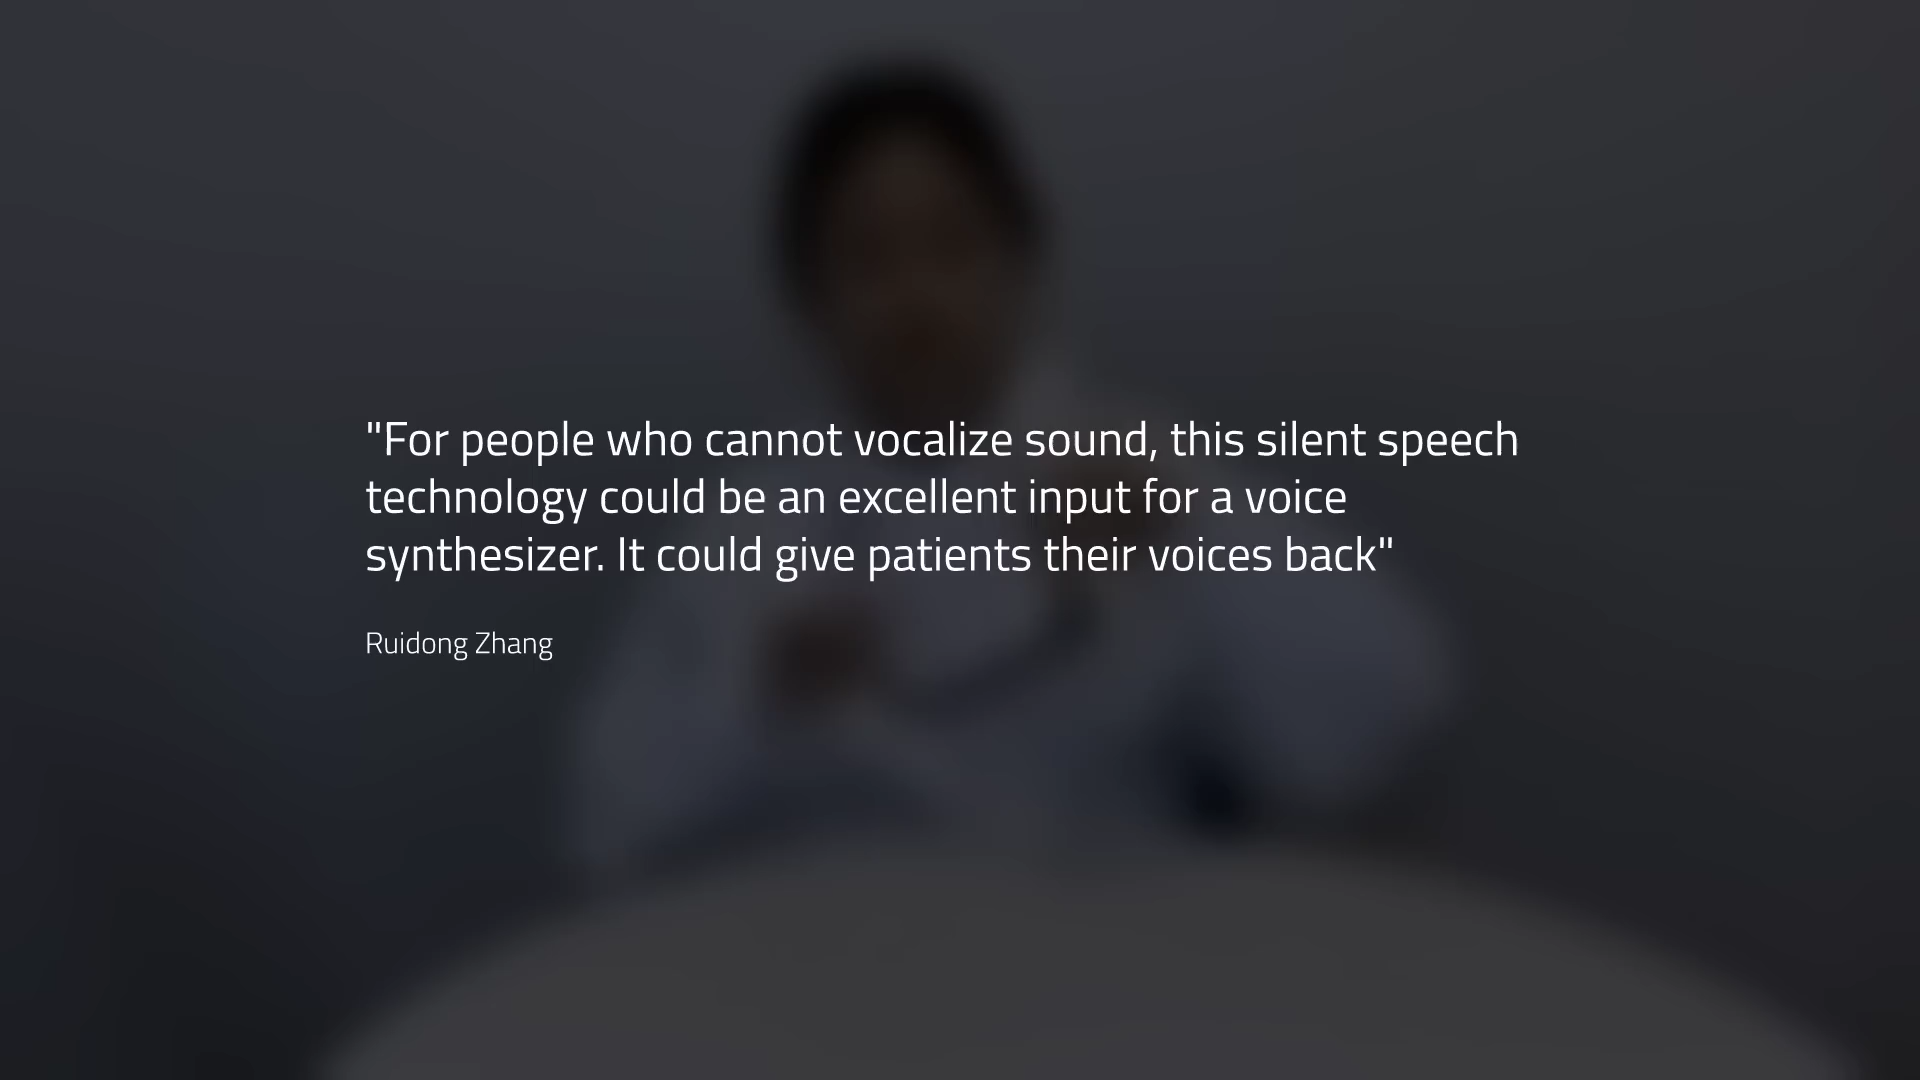 "For people who cannot vocalize sound, this silent speech
technology could be an excellent input for a voice
synthesizer. It could give patients their voices back"
Ruidong Zhang